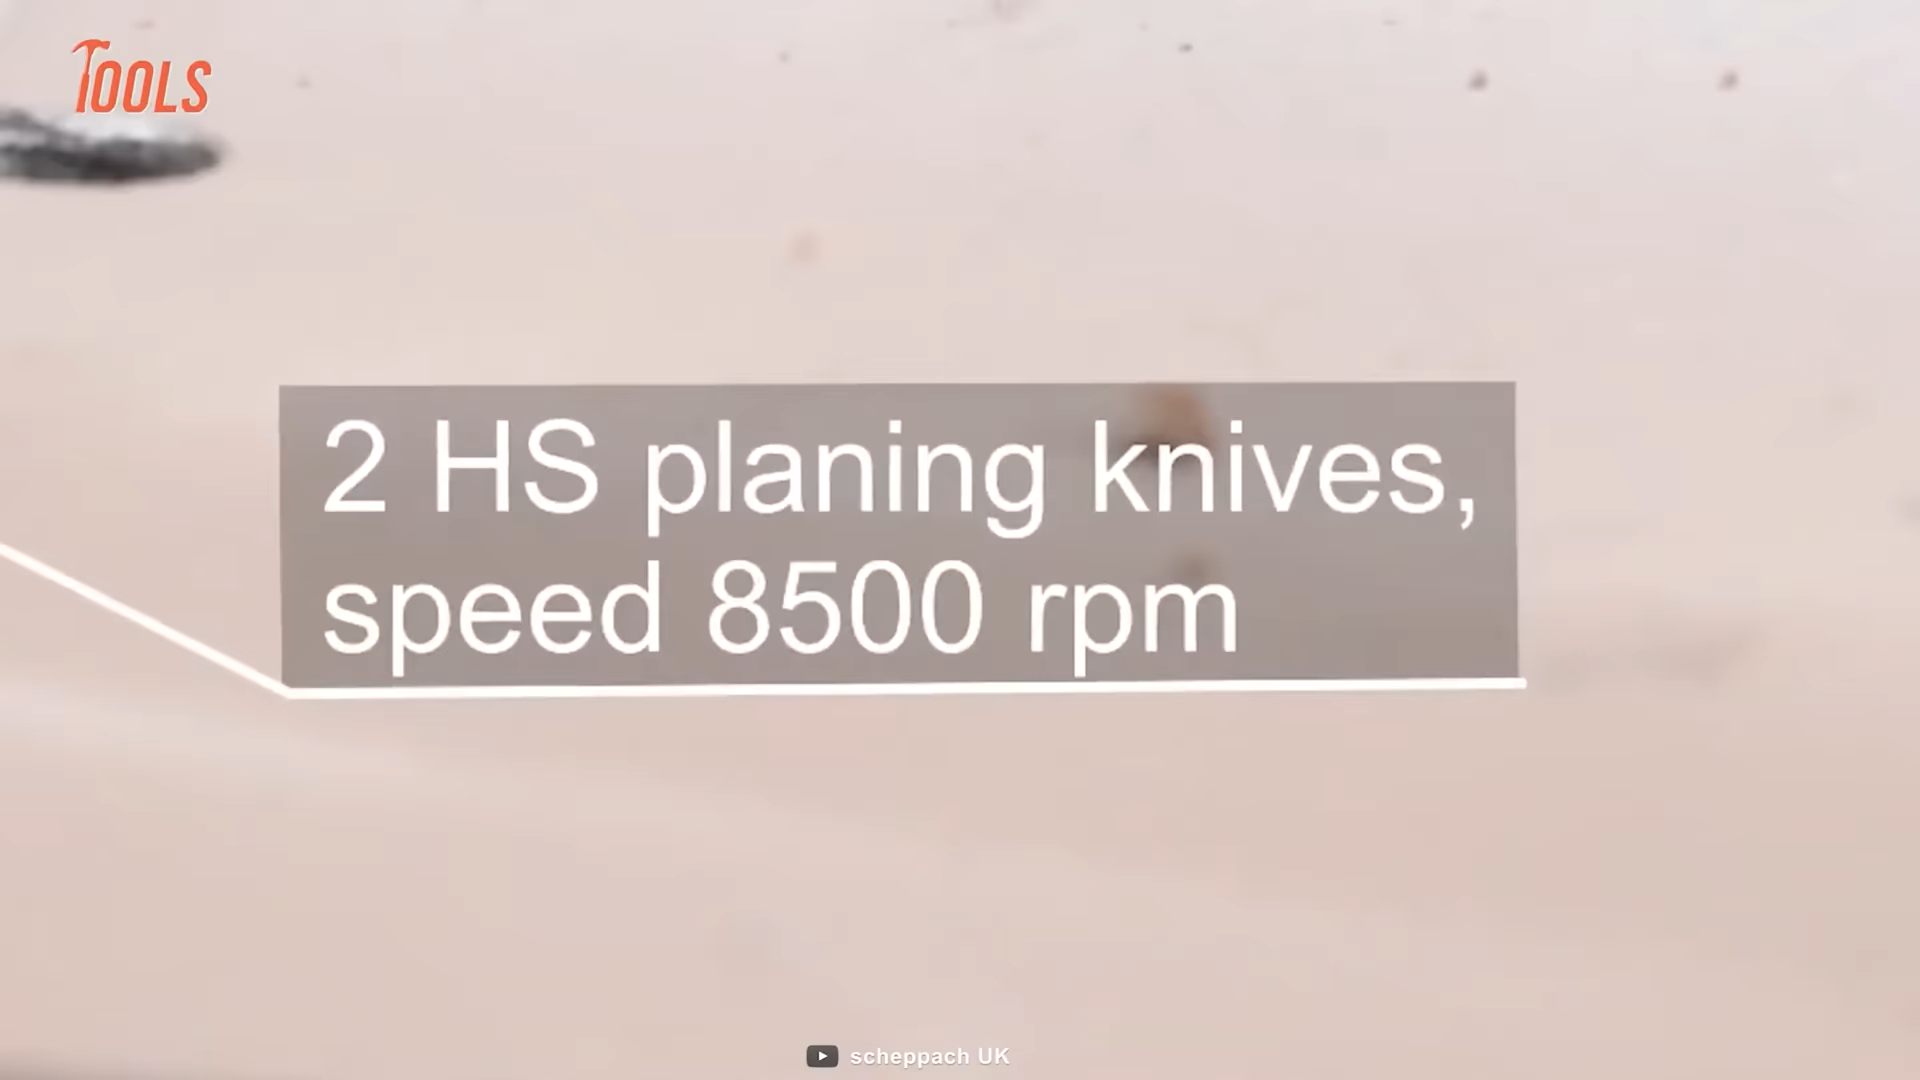 TOOLS
2 HS planing knives,
speed 8500 rpm
scheppach UK